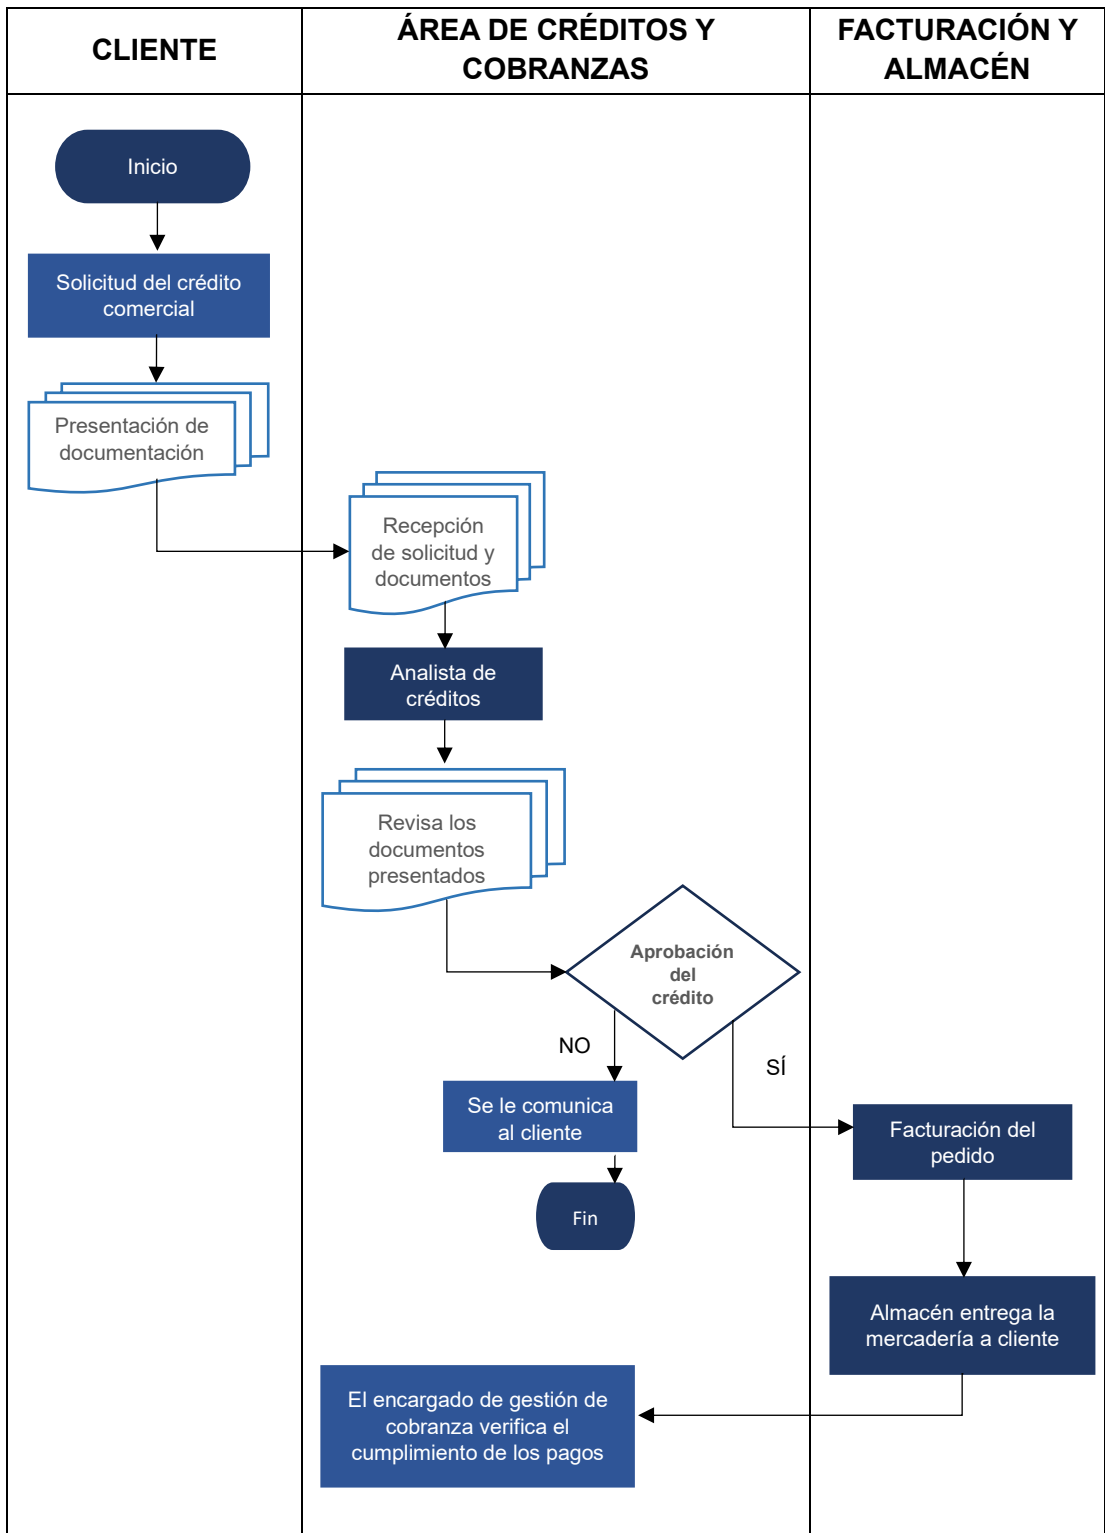 CLIENTE
ÁREA DE CRÉDITOS Y
COBRANZAS
FACTURACIÓN Y
ALMACÉN
Inicio
Solicitud del crédito
comercial
Presentación de
documentación
Recepción
de solicitud y
documentos
Analista de
créditos
Revisa los
documentos
presentados
Aprobación
del
crédito
NO
SÍ
Se le comunica
al cliente
Facturación del
pedido
Fin
Almacén entrega la
mercadería a cliente
El encargado de gestión de
cobranza verifica el
cumplimiento de los pagos